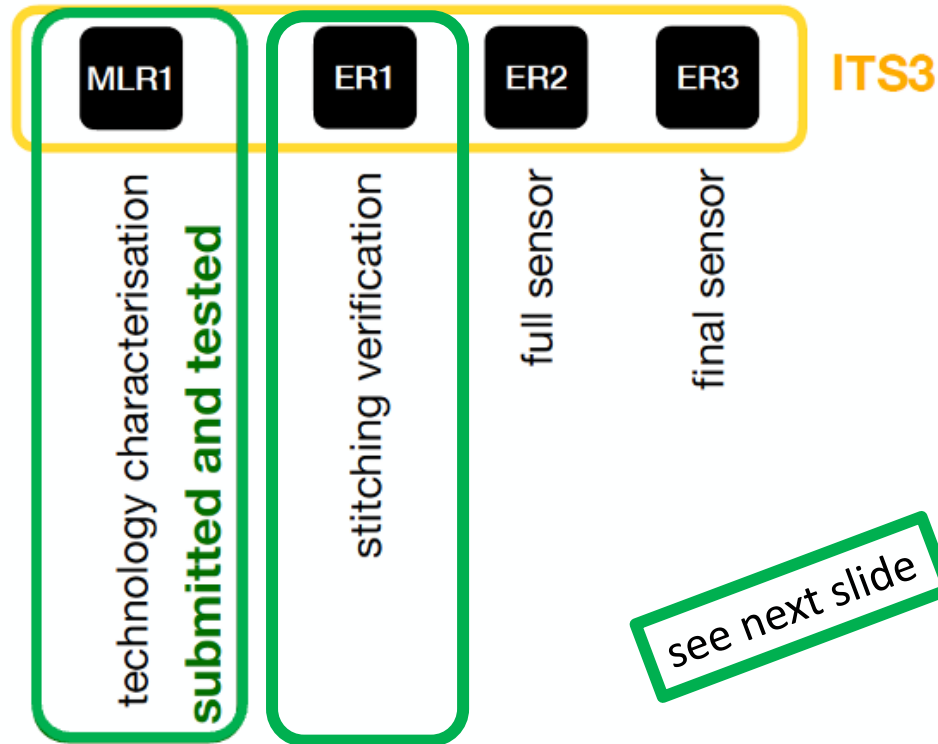 MLR1
ER1
ER2
ER3
ITS3
technology characterisation
submitted and tested
stitching verification
full sensor
final sensor
see next slide